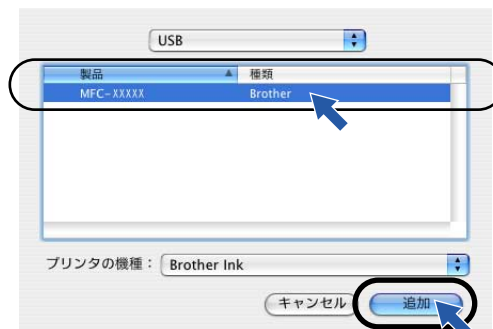 USB
製品 種類
MFC-XXXXX Brother
プリンタの機種： Brother Ink
キャンセル 追加